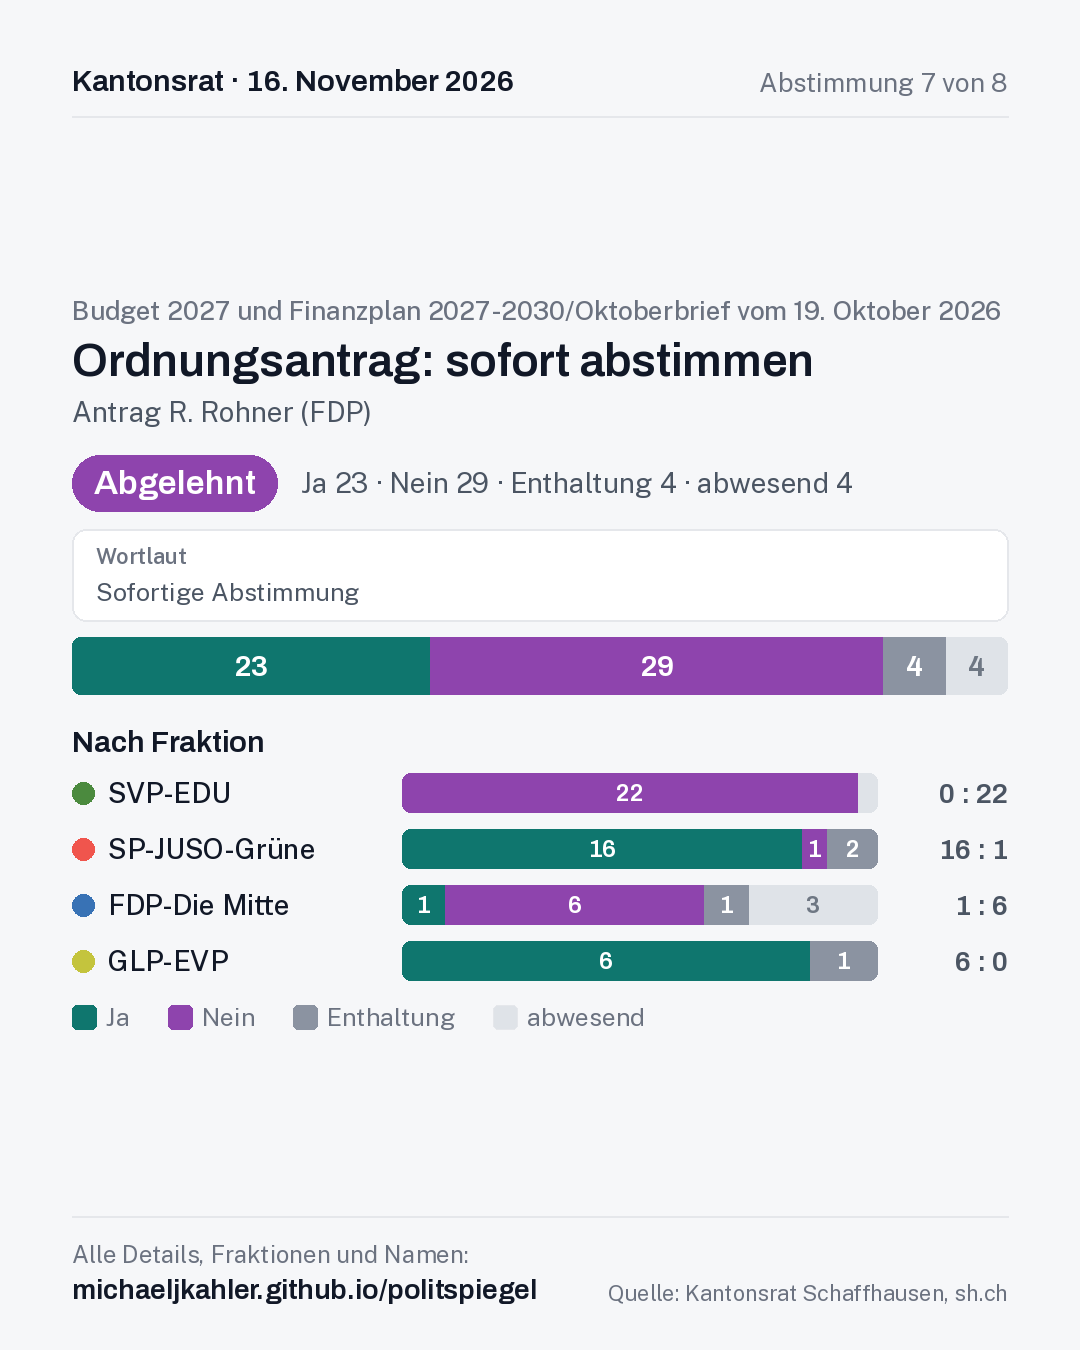 Kantonsrat · 16. November 2026
Abstimmung 7 von 8
Budget 2027 und Finanzplan 2027-2030/Oktoberbrief vom 19. Oktober 2026
Ordnungsantrag: sofort abstimmen
Antrag R. Rohner (FDP)
Abgelehnt
Ja 23 · Nein 29 · Enthaltung 4 · abwesend 4
Wortlaut
Sofortige Abstimmung
23 29 4 4
Nach Fraktion
SVP-EDU 22 0 : 22
SP-JUSO-Grüne 16 1 2 16 : 1
FDP-Die Mitte 1 6 1 3 1 : 6
GLP-EVP 6 1 6 : 0
Ja Nein Enthaltung abwesend
Alle Details, Fraktionen und Namen:
michaeljkahler.github.io/politspiegel
Quelle: Kantonsrat Schaffhausen, sh.ch